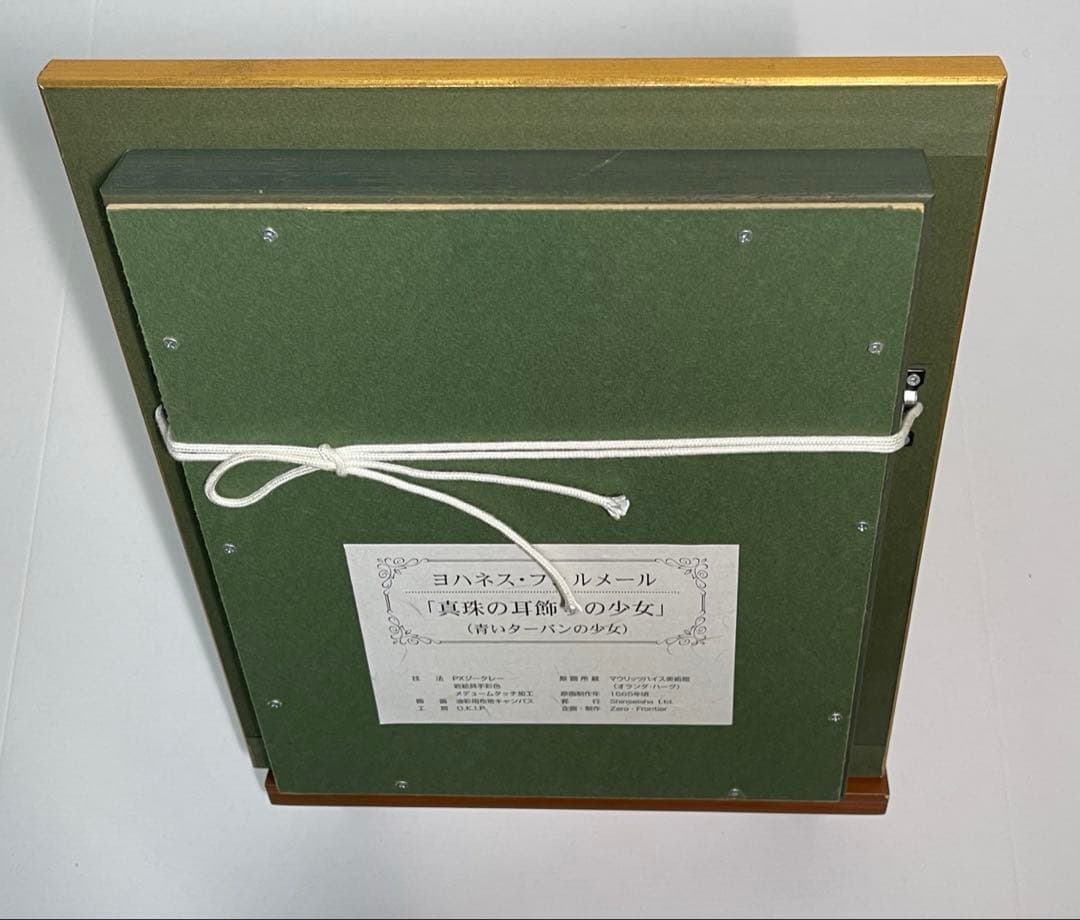 ヨハネス・フェルメール
「真珠の耳飾りの少女」
(青いターバンの少女)
技 法 PXジークレー
岩絵具手彩色
メデュームタッチ加工
画 面 油彩用布地キャンバス
工 房 O.K.I.P.
原画所蔵 マウリッツハイス美術館
(オランダ・ハーグ)
原画制作年 1665年頃
発 行 Shinseisha Ltd.
企画・制作 Zero・Frontier